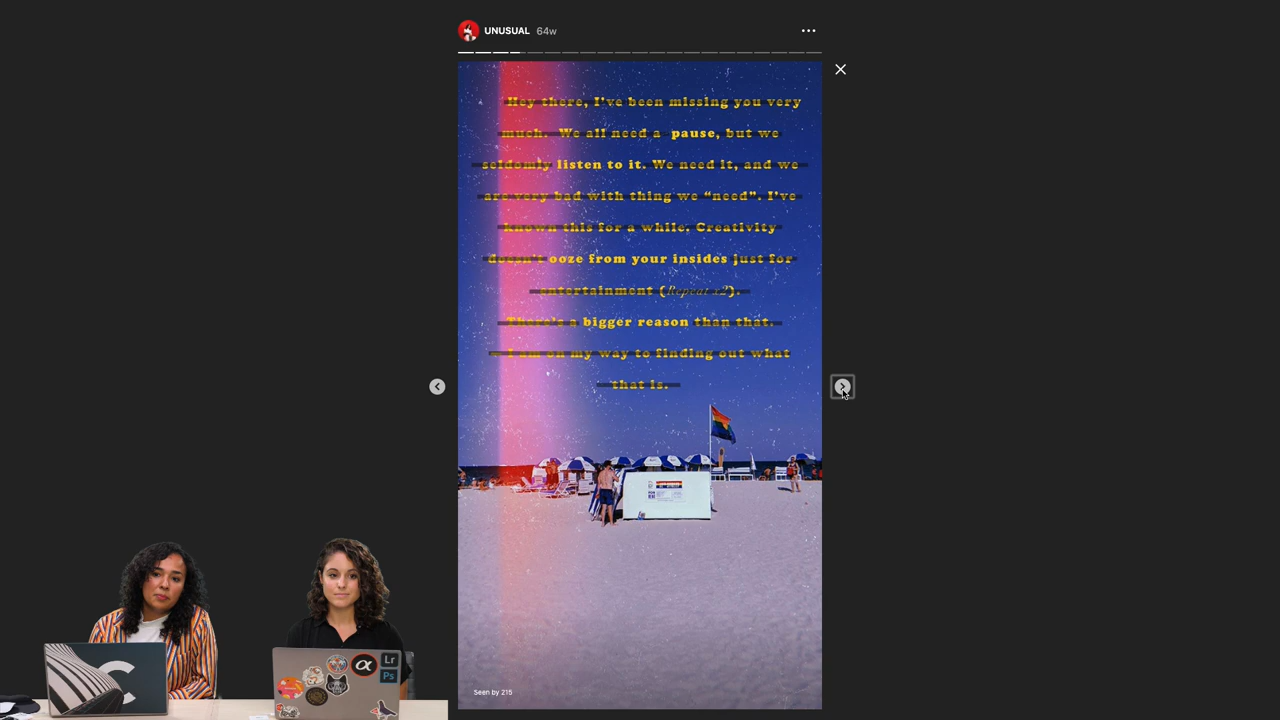 UNUSUAL 64w
Hey there, I've been missing you very
much. We all need a pause, but we
seldomly listen to it. We need it, and we
are very bad with thing we “need”. I've
known this for a while. Creativity
doesn't ooze from your insides just for
entertainment (Repeat x2).
There's a bigger reason than that.
— I am on my way to finding out what
that is.
Seen by 215
C
α
Lr
Ps